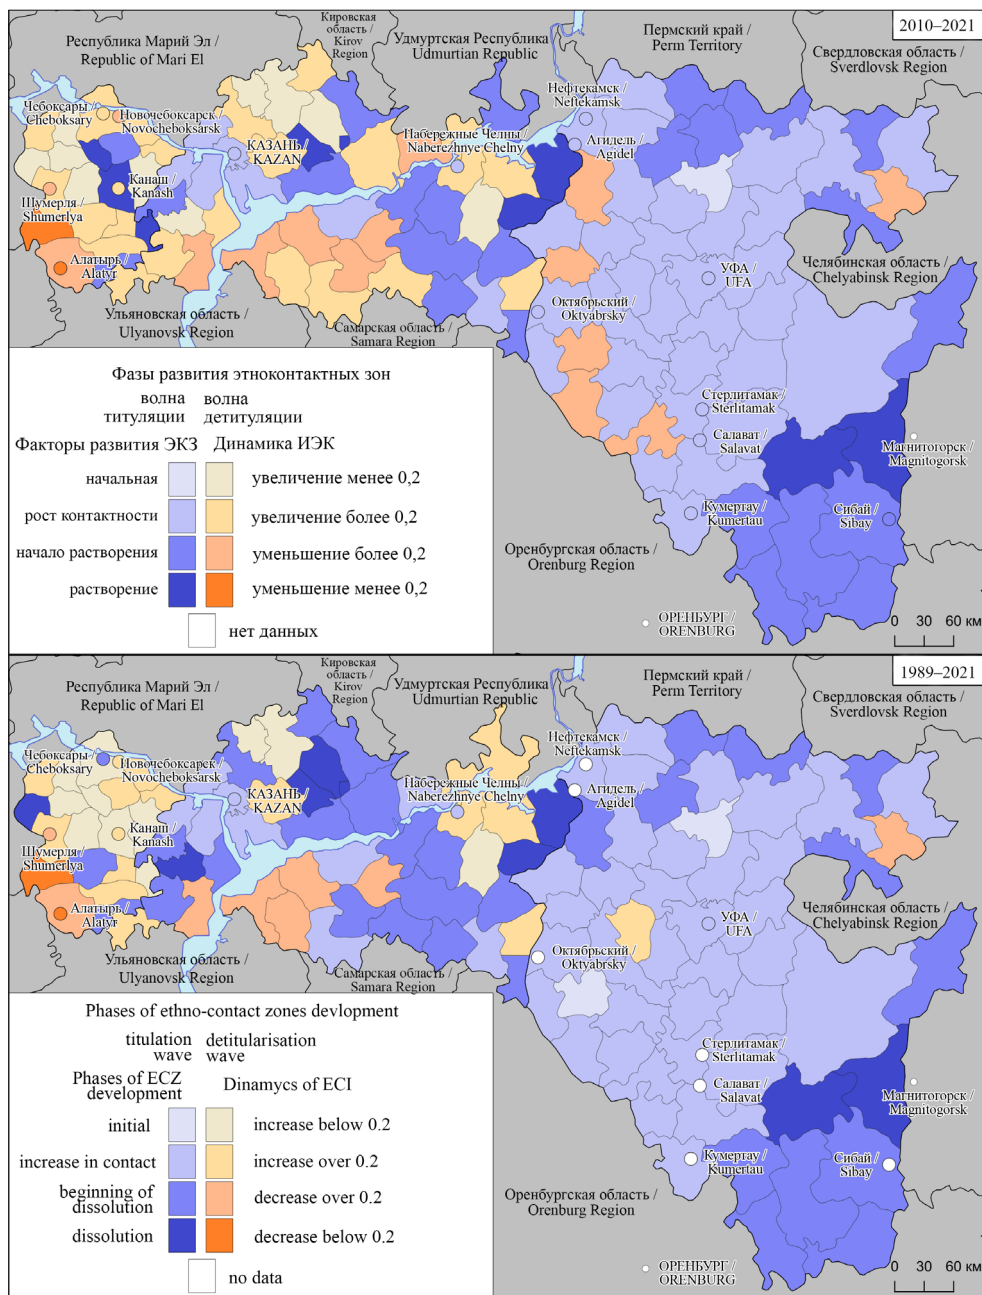 2010–2021
Республика Марий Эл /
Republic of Mari El
Кировская
область /
Kirov
Region
Удмуртская Республика
Udmurtian Republic
Пермский край /
Perm Territory
Свердловская область /
Sverdlovsk Region
Нефтекамск /
Neftekamsk
Чебоксары /
Cheboksary
Новочебоксарск /
Novocheboksarsk
КАЗАНЬ /
KAZAN
Набережные Челны /
Naberezhnye Chelny
Агидель /
Agidel
Канаш /
Kanash
Шумерля /
Shumerlya
Алатырь /
Alatyr
УФА /
UFA
Челябинская область /
Chelyabinsk Region
Октябрьский /
Oktyabrsky
Ульяновская область /
Ulyanovsk Region
Самарская область /
Samara Region
Стерлитамак /
Sterlitamak
Салават /
Salavat
Магнитогорск /
Magnitogorsk
Кумертау /
Kumertau
Сибай /
Sibay
Оренбургская область /
Orenburg Region
ОРЕНБУРГ /
ORENBURG
0 30 60 км
Фазы развития этноконтактных зон
волна
титуляции
волна
детитуляции
Факторы развития ЭКЗ
Динамика ИЭК
начальная
увеличение менее 0,2
рост контактности
увеличение более 0,2
начало растворения
уменьшение более 0,2
растворение
уменьшение менее 0,2
нет данных
1989–2021
Республика Марий Эл /
Republic of Mari El
Кировская
область /
Kirov
Region
Удмуртская Республика
Udmurtian Republic
Пермский край /
Perm Territory
Свердловская область /
Sverdlovsk Region
Нефтекамск /
Neftekamsk
Чебоксары /
Cheboksary
Новочебоксарск /
Novocheboksarsk
КАЗАНЬ /
KAZAN
Набережные Челны /
Naberezhnye Chelny
Агидель /
Agidel
Канаш /
Kanash
Шумерля /
Shumerlya
Алатырь /
Alatyr
УФА /
UFA
Челябинская область /
Chelyabinsk Region
Октябрьский /
Oktyabrsky
Ульяновская область /
Ulyanovsk Region
Самарская область /
Samara Region
Стерлитамак /
Sterlitamak
Салават /
Salavat
Магнитогорск /
Magnitogorsk
Кумертау /
Kumertau
Сибай /
Sibay
Оренбургская область /
Orenburg Region
ОРЕНБУРГ /
ORENBURG
0 30 60 км
Phases of ethno-contact zones devlopment
titulation
wave
detitularisation
wave
Phases of ECZ
development
Dinamycs of ECI
initial
increase below 0.2
increase in contact
increase over 0.2
beginning of
dissolution
decrease over 0.2
dissolution
decrease below 0.2
no data